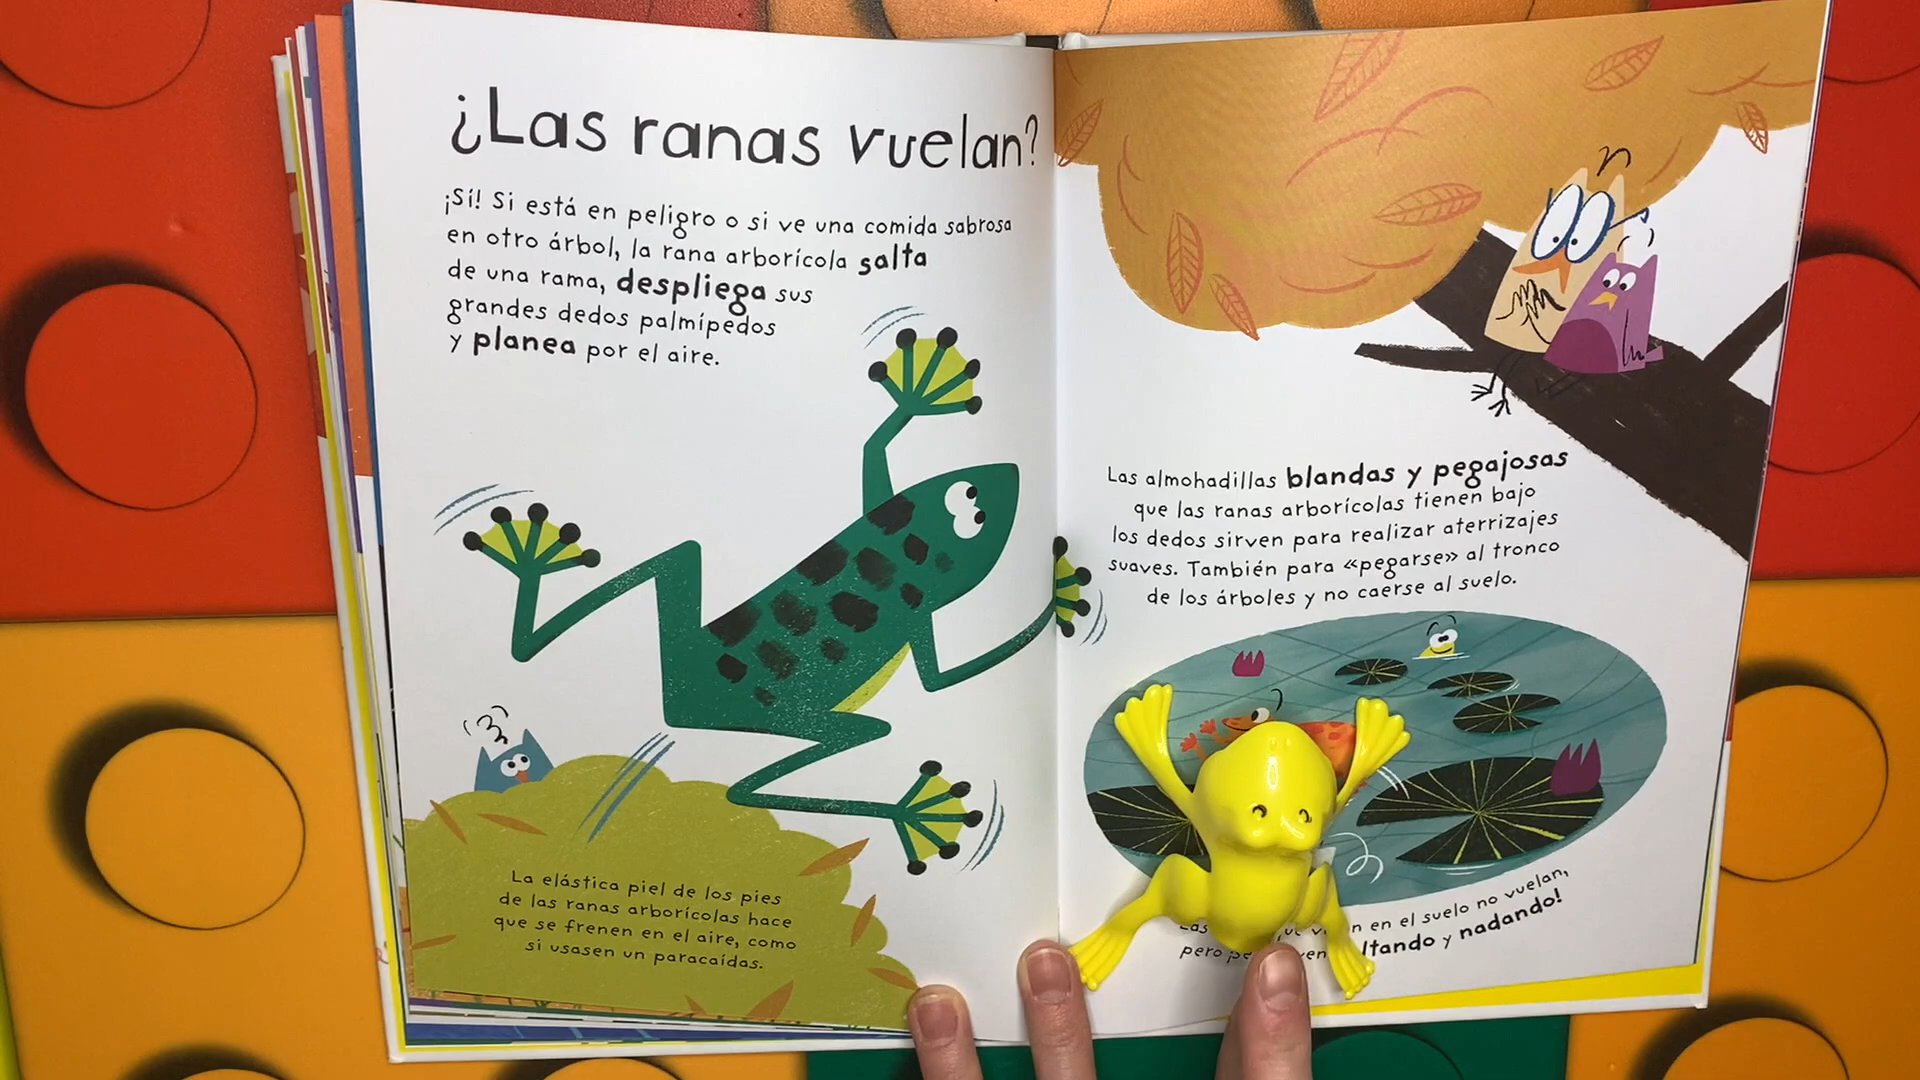 ¿Las ranas vuelan?
¡Sí! Si está en peligro o si ve una comida sabrosa
en otro árbol, la rana arborícola salta
de una rama, despliega sus
grandes dedos palmípedos
y planea por el aire.
La elástica piel de los pies
de las ranas arborícolas hace
que se frenen en el aire, como
si usasen un paracaídas.
Las almohadillas blandas y pegajosas
que las ranas arborícolas tienen bajo
los dedos sirven para realizar aterrizajes
suaves. También para «pegarse» al tronco
de los árboles y no caerse al suelo.
en el suelo no vuelan,
pero y nadando!